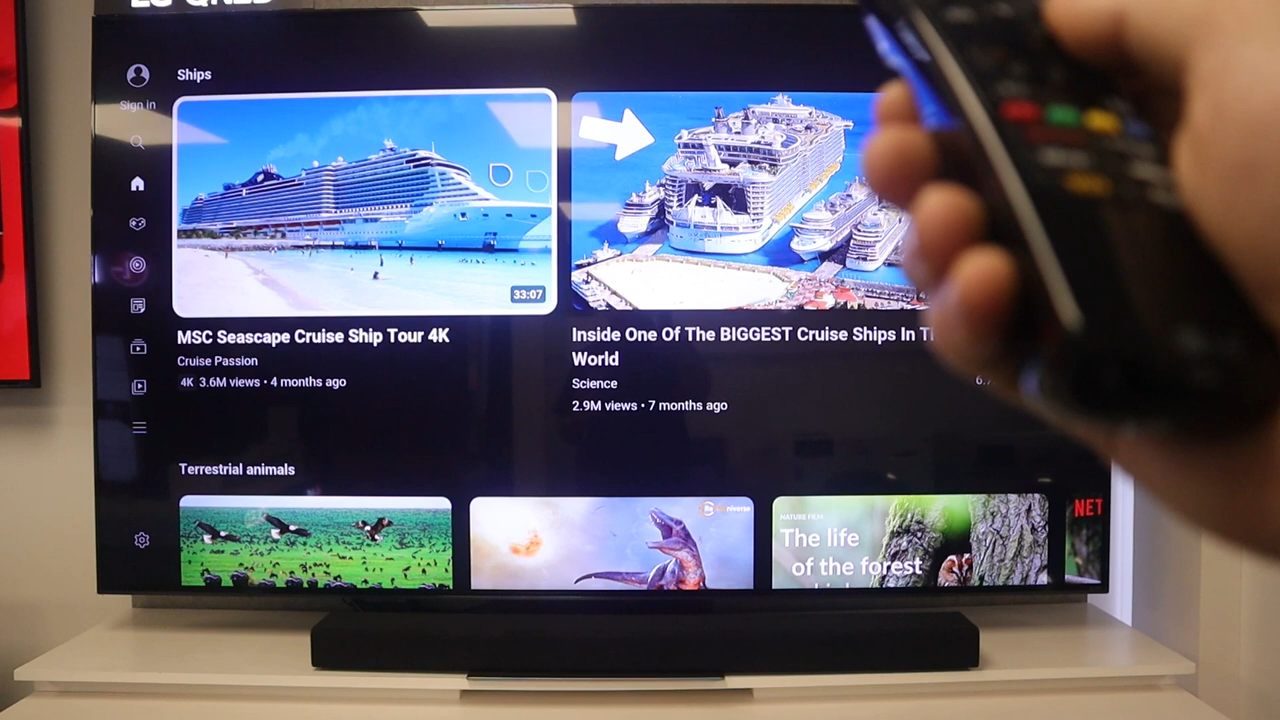 Ships
Sign in
33:07
MSC Seascape Cruise Ship Tour 4K
Cruise Passion
4K 3.6M views • 4 months ago
Inside One Of The BIGGEST Cruise Ships In
World
Science
2.9M views • 7 months ago
Terrestrial animals
NATURE FILM
The life
of the forest
NET